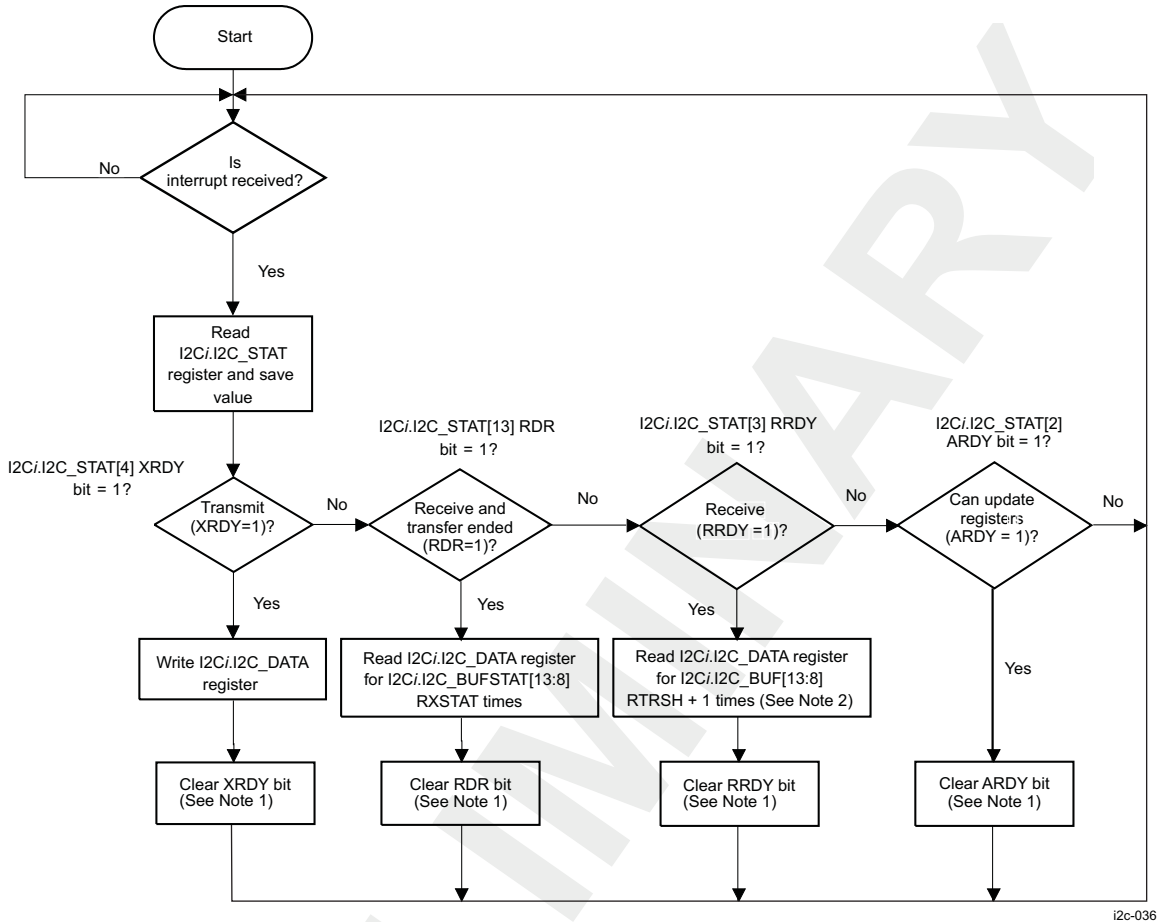 Start
No
Is
interrupt received?
Yes
Read
I2Ci.I2C_STAT
register and save
value
I2Ci.I2C_STAT[4] XRDY
bit = 1?
I2Ci.I2C_STAT[13] RDR
bit = 1?
I2Ci.I2C_STAT[3] RRDY
bit = 1?
I2Ci.I2C_STAT[2]
ARDY bit = 1?
Transmit
(XRDY=1)?
No
Receive and
transfer ended
(RDR=1)?
No
Receive
(RRDY =1)?
No
Can update
registers
(ARDY = 1)?
No
Yes
Yes
Yes
Yes
Write I2Ci.I2C_DATA
register
Read I2Ci.I2C_DATA register
for I2Ci.I2C_BUFSTAT[13:8]
RXSTAT times
Read I2Ci.I2C_DATA register
for I2Ci.I2C_BUF[13:8]
RTRSH + 1 times (See Note 2)
Clear XRDY bit
(See Note 1)
Clear RDR bit
(See Note 1)
Clear RRDY bit
(See Note 1)
Clear ARDY bit
(See Note 1)
i2c-036
IMINARY